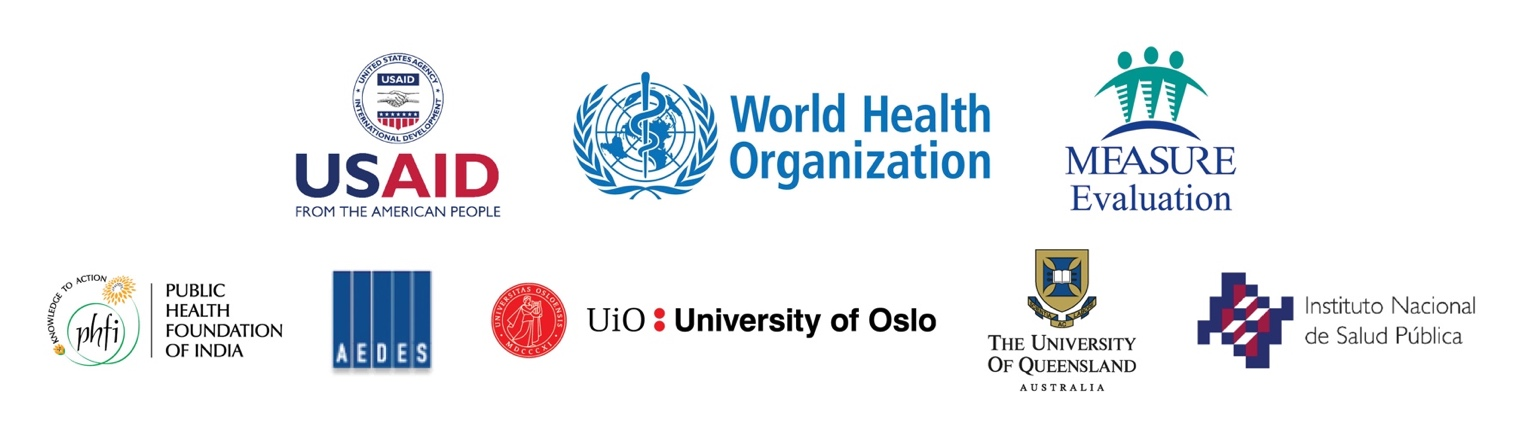 UNITED STATES AGENCY
USAID
INTERNATIONAL DEVELOPMENT
USAID
FROM THE AMERICAN PEOPLE
World Health
Organization
MEASURE
Evaluation
KNOWLEDGE TO ACTION
phfi
PUBLIC
HEALTH
FOUNDATION
OF INDIA
AEDES
UNIVERSITAS OSLOENSIS
MDCCCXI
UiO : University of Oslo
THE UNIVERSITY
OF QUEENSLAND
AUSTRALIA
Instituto Nacional
de Salud Pública